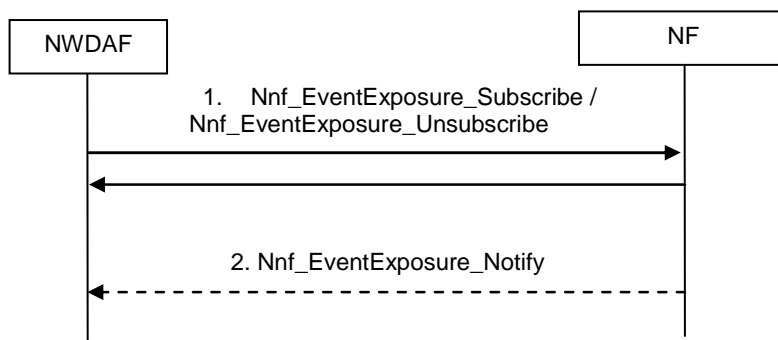 NWDAF
NF
1. Nnf_EventExposure_Subscribe /
Nnf_EventExposure_Unsubscribe
2. Nnf_EventExposure_Notify